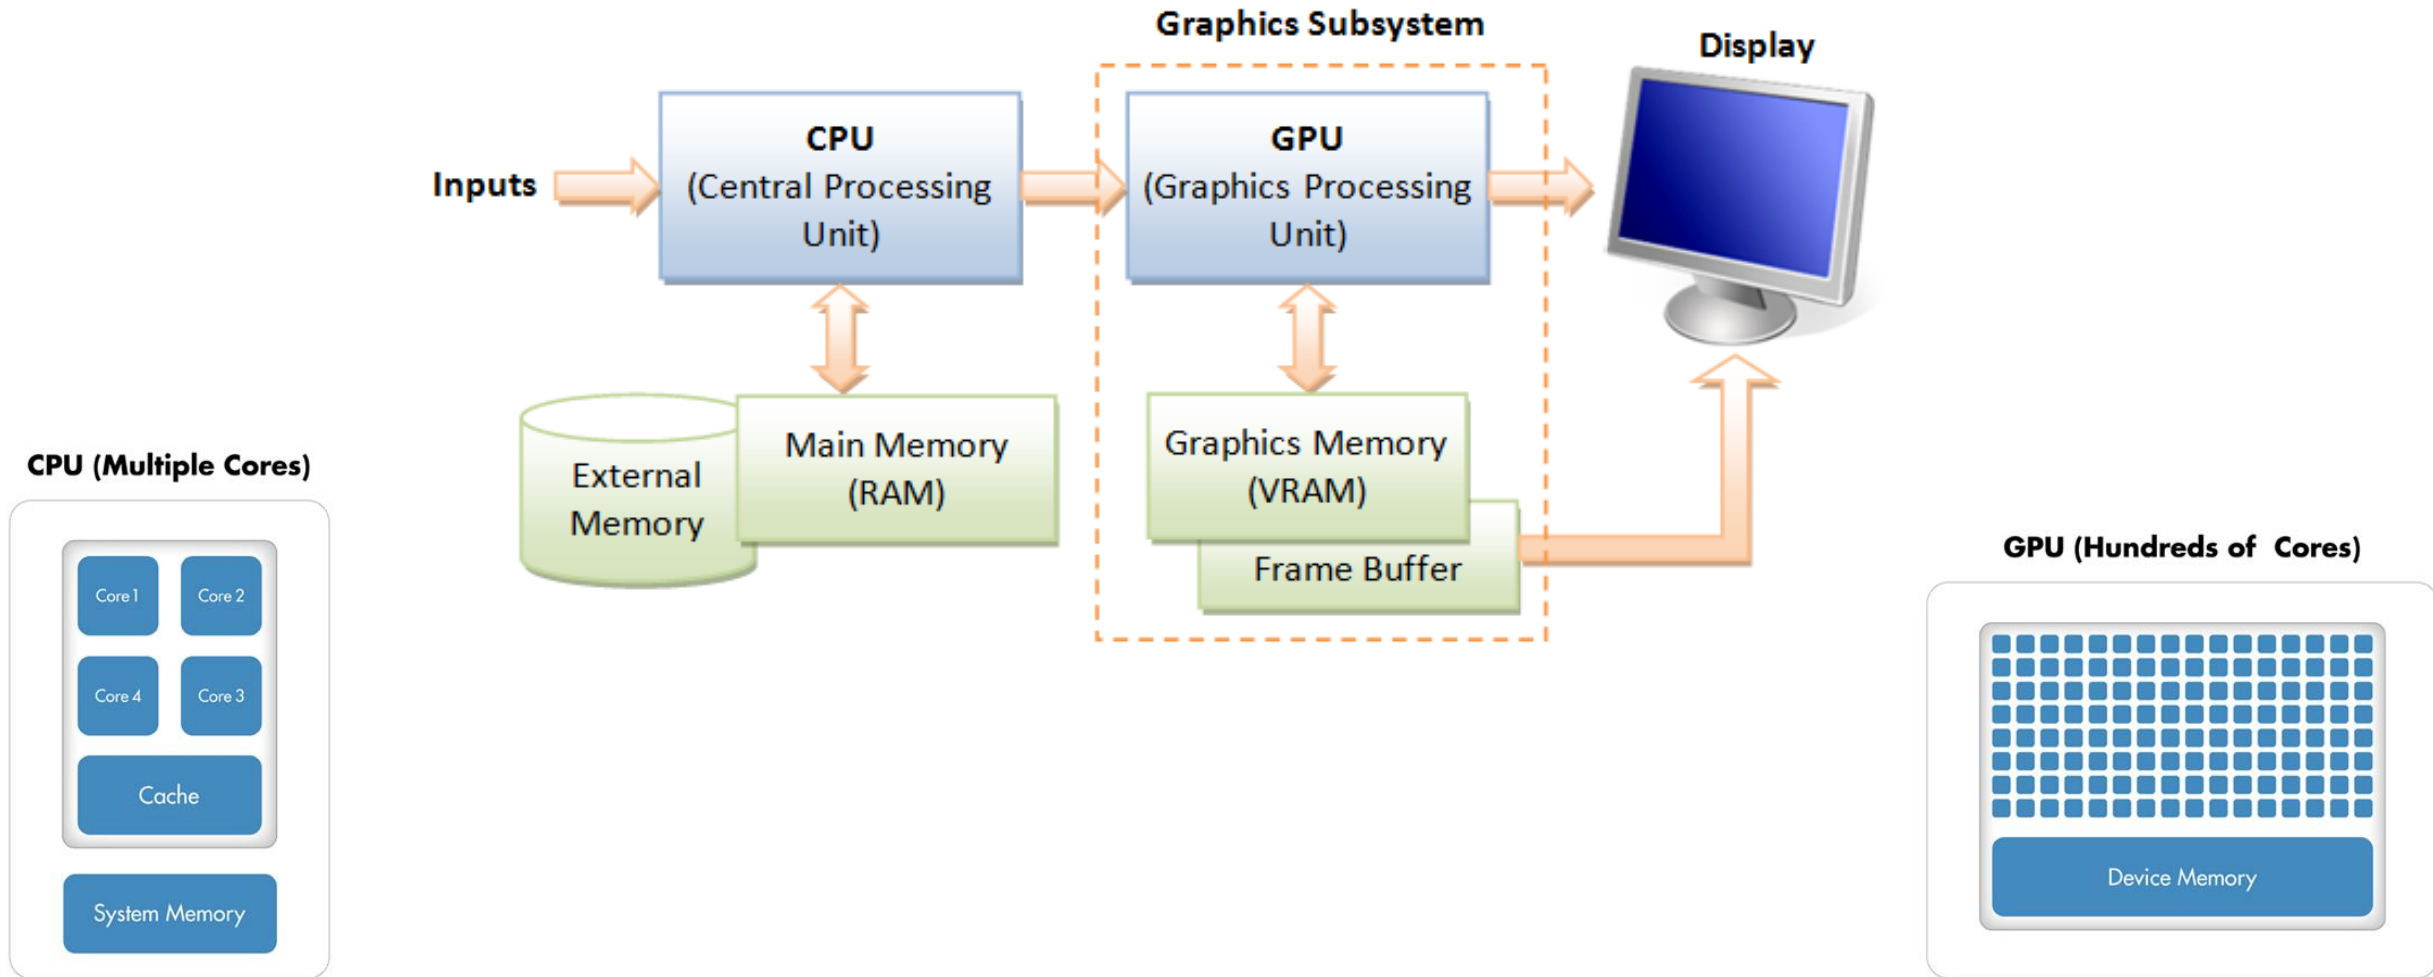 Graphics Subsystem
Display
Inputs
CPU
(Central Processing
Unit)
GPU
(Graphics Processing
Unit)
External
Memory
Main Memory
(RAM)
Graphics Memory
(VRAM)
Frame Buffer
CPU (Multiple Cores)
Core 1
Core 2
Core 4
Core 3
Cache
System Memory
GPU (Hundreds of Cores)
Device Memory